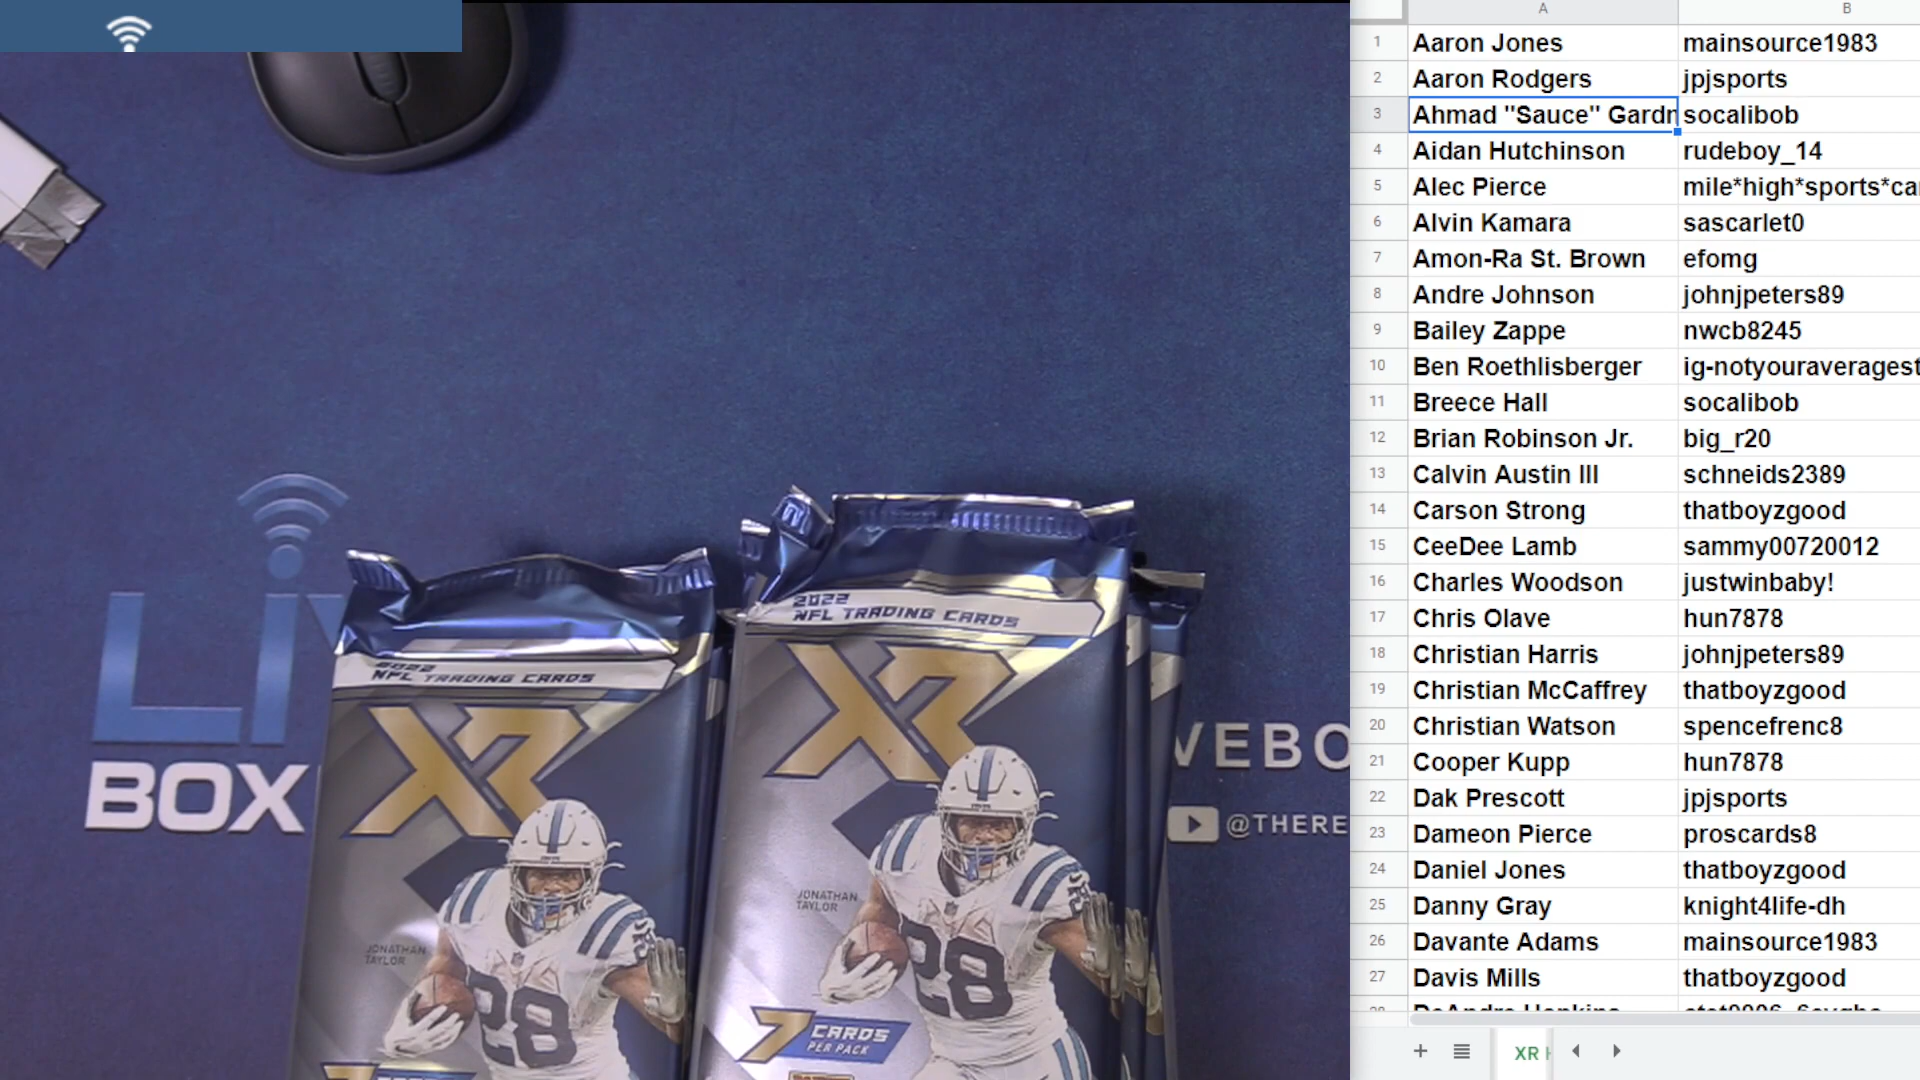 LIV
BOX
VEBO
@THERE
2022
NFL TRADING CARDS
XR
JONATHAN
TAYLOR
28
2022
NFL TRADING CARDS
XR
JONATHAN
TAYLOR
28
7 CARDS
PER PACK
A B
1 Aaron Jones mainsource1983
2 Aaron Rodgers jpjsports
3 Ahmad "Sauce" Gardn socalibob
4 Aidan Hutchinson rudeboy_14
5 Alec Pierce mile*high*sports*ca
6 Alvin Kamara sascarlet0
7 Amon-Ra St. Brown efomg
8 Andre Johnson johnjpeters89
9 Bailey Zappe nwcb8245
10 Ben Roethlisberger ig-notyouraveragest
11 Breece Hall socalibob
12 Brian Robinson Jr. big_r20
13 Calvin Austin III schneids2389
14 Carson Strong thatboyzgood
15 CeeDee Lamb sammy00720012
16 Charles Woodson justwinbaby!
17 Chris Olave hun7878
18 Christian Harris johnjpeters89
19 Christian McCaffrey thatboyzgood
20 Christian Watson spencefrenc8
21 Cooper Kupp hun7878
22 Dak Prescott jpjsports
23 Dameon Pierce proscards8
24 Daniel Jones thatboyzgood
25 Danny Gray knight4life-dh
26 Davante Adams mainsource1983
27 Davis Mills thatboyzgood
XR